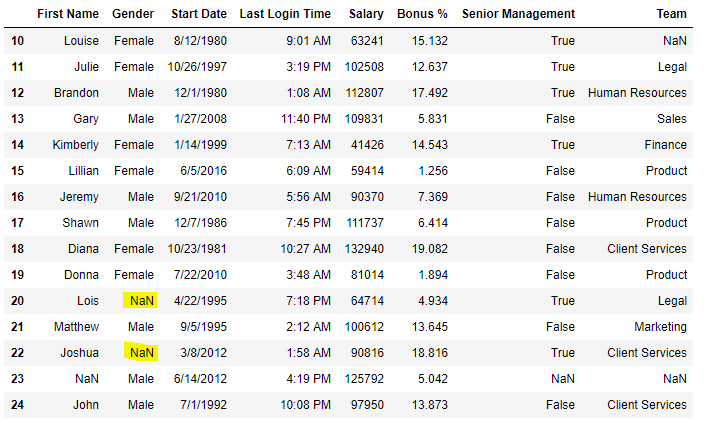 First Name Gender Start Date Last Login Time Salary Bonus % Senior Management Team
10 Louise Female 8/12/1980 9:01 AM 63241 15.132 True NaN
11 Julie Female 10/26/1997 3:19 PM 102508 12.637 True Legal
12 Brandon Male 12/1/1980 1:08 AM 112807 17.492 True Human Resources
13 Gary Male 1/27/2008 11:40 PM 109831 5.831 False Sales
14 Kimberly Female 1/14/1999 7:13 AM 41426 14.543 True Finance
15 Lillian Female 6/5/2016 6:09 AM 59414 1.256 False Product
16 Jeremy Male 9/21/2010 5:56 AM 90370 7.369 False Human Resources
17 Shawn Male 12/7/1986 7:45 PM 111737 6.414 False Product
18 Diana Female 10/23/1981 10:27 AM 132940 19.082 False Client Services
19 Donna Female 7/22/2010 3:48 AM 81014 1.894 False Product
20 Lois NaN 4/22/1995 7:18 PM 64714 4.934 True Legal
21 Matthew Male 9/5/1995 2:12 AM 100612 13.645 False Marketing
22 Joshua NaN 3/8/2012 1:58 AM 90816 18.816 True Client Services
23 NaN Male 6/14/2012 4:19 PM 125792 5.042 NaN NaN
24 John Male 7/1/1992 10:08 PM 97950 13.873 False Client Services